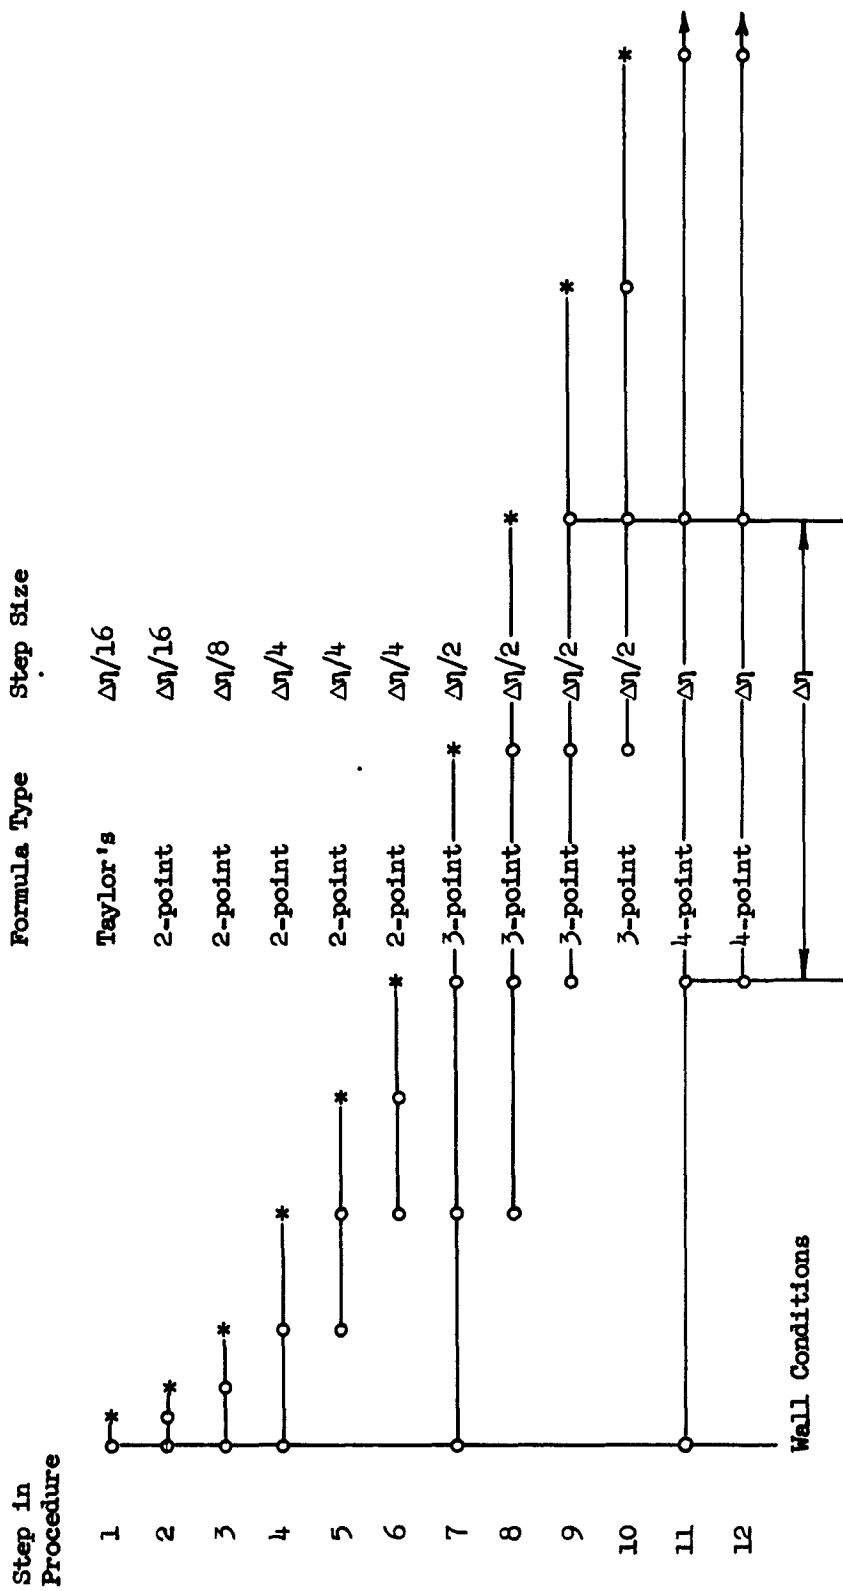 Step in Procedure Formula Type Step Size
1 Taylor's Δη/16
2 2-point Δη/16
3 2-point Δη/8
4 2-point Δη/4
5 2-point Δη/4
6 2-point Δη/4
7 3-point Δη/2
8 3-point Δη/2
9 3-point Δη/2
10 3-point Δη/2
11 4-point Δη
12 4-point Δη
Wall Conditions Δη